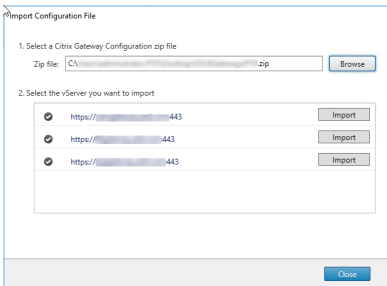 Import Configuration File
1. Select a Citrix Gateway Configuration zip file
Zip file: C:\ .zip Browse
2. Select the vServer you want to import
https:// 443 Import
https:// :443 Import
https:// 443 Import
Close